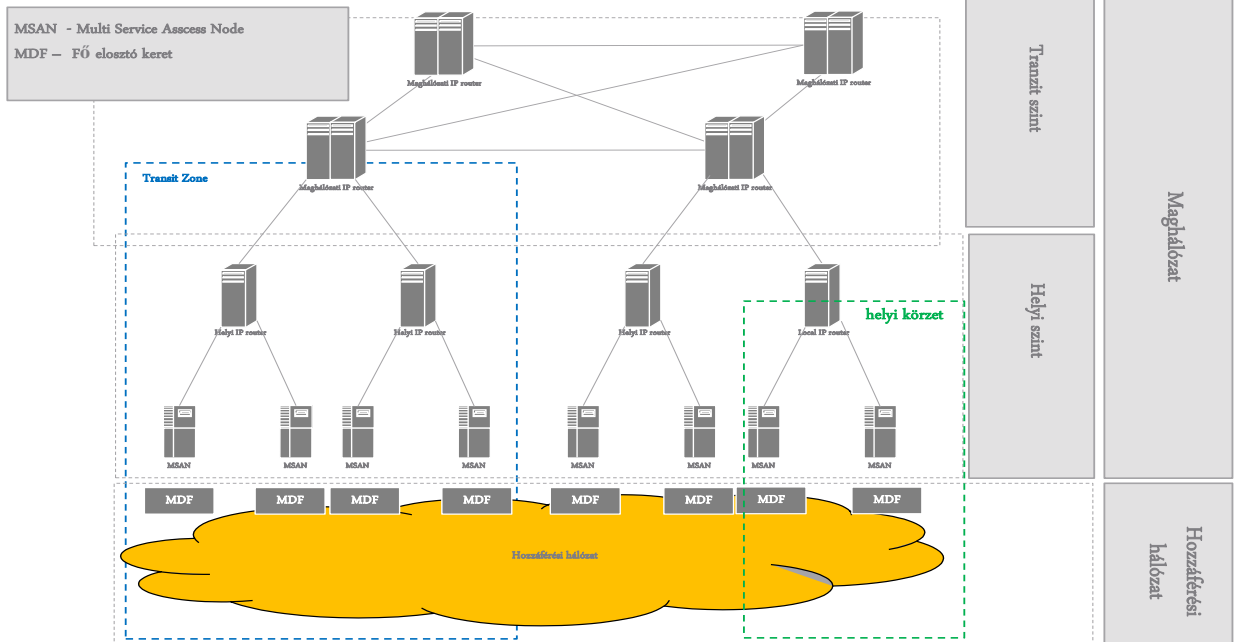 MSAN - Multi Service Asscess Node
MDF – Fő elosztó keret
Maghálózati IP router
Maghálózati IP router
Maghálózati IP router
Maghálózati IP router
Transit Zone
Helyi IP router
Helyi IP router
Helyi IP router
Local IP router
helyi körzet
MSAN
MSAN
MSAN
MSAN
MSAN
MSAN
MSAN
MSAN
MDF
MDF
MDF
MDF
MDF
MDF
MDF
MDF
Hozzáférési hálózat
Tranzit szint
Helyi szint
Maghálózat
Hozzáférési
hálózat